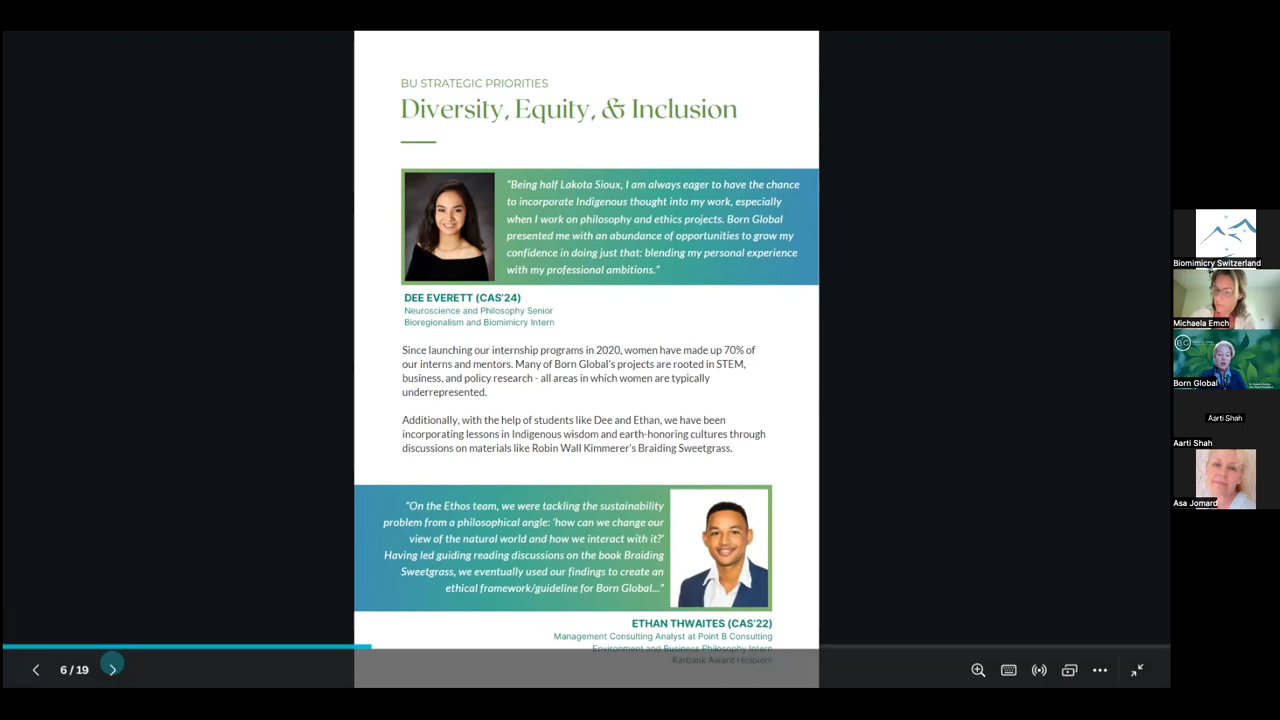 BU STRATEGIC PRIORITIES
Diversity, Equity, & Inclusion
"Being half Lakota Sioux, I am always eager to have the chance
to incorporate Indigenous thought into my work, especially
when I work on philosophy and ethics projects. Born Global
presented me with an abundance of opportunities to grow my
confidence in doing just that: blending my personal experience
with my professional ambitions."
DEE EVERETT (CAS'24)
Neuroscience and Philosophy Senior
Bioregionalism and Biomimicry Intern
Since launching our internship programs in 2020, women have made up 70% of
our interns and mentors. Many of Born Global's projects are rooted in STEM,
business, and policy research - all areas in which women are typically
underrepresented.
Additionally, with the help of students like Dee and Ethan, we have been
incorporating lessons in Indigenous wisdom and earth-honoring cultures through
discussions on materials like Robin Wall Kimmerer's Braiding Sweetgrass.
"On the Ethos team, we were tackling the sustainability
problem from a philosophical angle: 'how can we change our
view of the natural world and how we interact with it?'
Having led guiding reading discussions on the book Braiding
Sweetgrass, we eventually used our findings to create an
ethical framework/guideline for Born Global..."
ETHAN THWAITES (CAS'22)
Management Consulting Analyst at Point B Consulting
Environment and Business Philosophy Intern
Karbank Award recipient
6 / 19
Biomimicry Switzerland
Michaela Emch
BG
Born Global
Aarti Shah
Aarti Shah
Asa Jomard